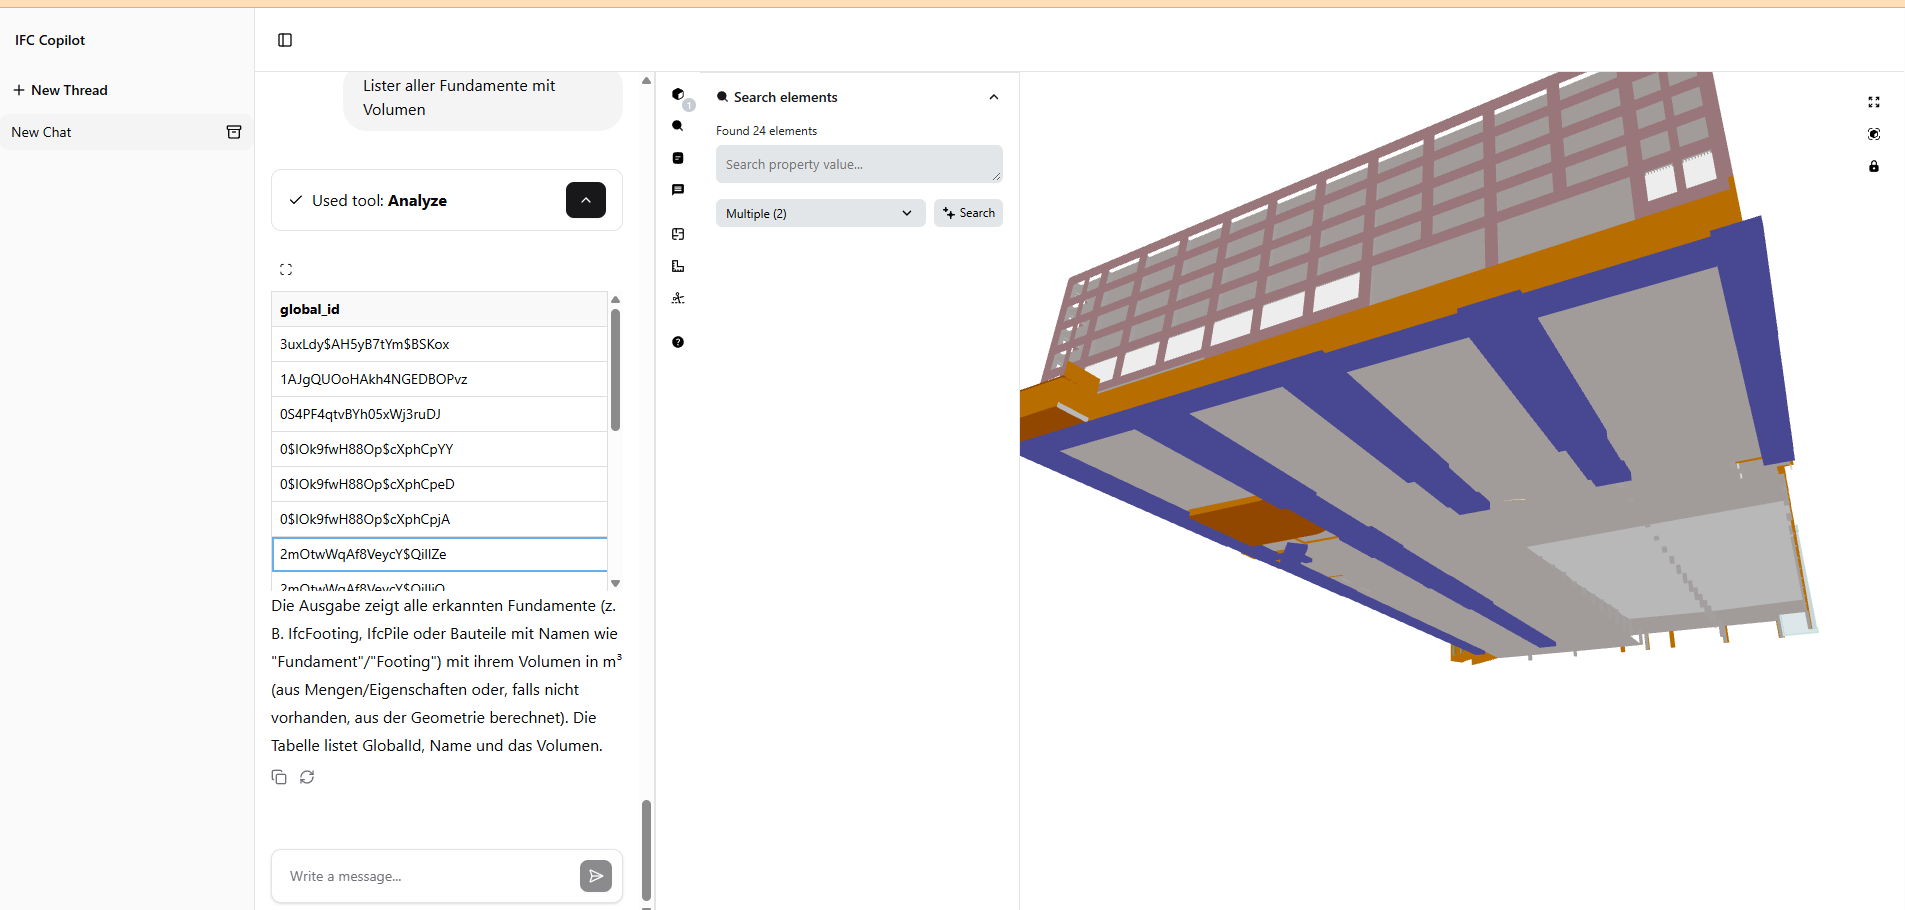 IFC Copilot
New Thread
New Chat
Lister aller Fundamente mit
Volumen
Used tool: Analyze
global_id
3uxLdy$AH5yB7tYm$BSKox
1AJgQUOoHAkh4NGEDBOPvz
0S4PF4qtvBYh05xWj3ruDJ
0$IOk9fwH88Op$cXphCpYY
0$IOk9fwH88Op$cXphCpeD
0$IOk9fwH88Op$cXphCpjA
2mOtwWqAf8VeycY$QiIlZe
Die Ausgabe zeigt alle erkannten Fundamente (z.
B. IfcFooting, IfcPile oder Bauteile mit Namen wie
"Fundament"/"Footing") mit ihrem Volumen in m³
(aus Mengen/Eigenschaften oder, falls nicht
vorhanden, aus der Geometrie berechnet). Die
Tabelle listet GlobalId, Name und das Volumen.
Write a message...
1
Search elements
Found 24 elements
Search property value...
Multiple (2)
Search